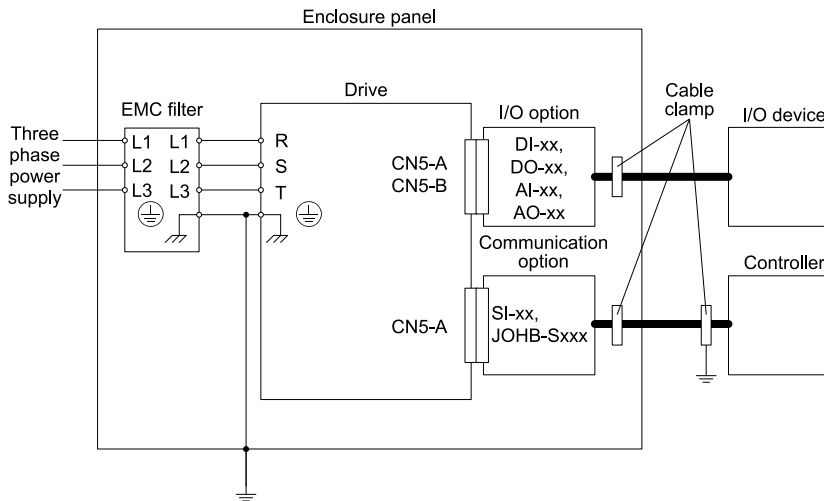 Enclosure panel
Three
phase
power
supply
EMC filter
L1 L1
L2 L2
L3 L3
Drive
R
S
T
CN5-A
CN5-B
CN5-A
I/O option
DI-xx,
DO-xx,
AI-xx,
AO-xx
Communication
option
SI-xx,
JOHB-Sxxx
Cable
clamp
I/O device
Controller